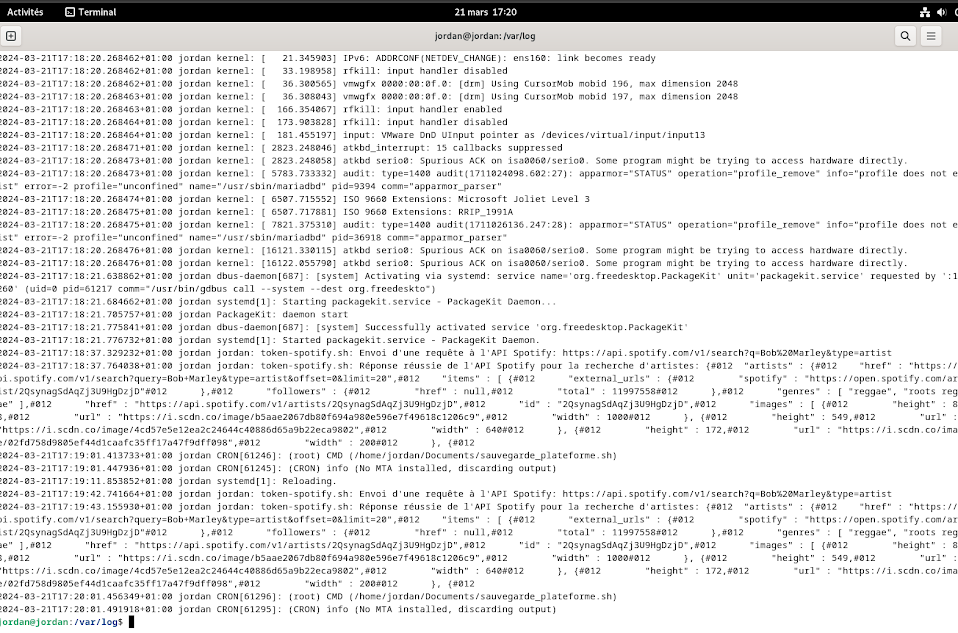 Activités Terminal 21 mars 17:20
jordan@jordan: /var/log
2024-03-21T17:18:20.268462+01:00 jordan kernel: [   21.345903] IPv6: ADDRCONF(NETDEV_CHANGE): ens160: link becomes ready
2024-03-21T17:18:20.268462+01:00 jordan kernel: [   33.198958] rfkill: input handler disabled
2024-03-21T17:18:20.268462+01:00 jordan kernel: [   36.300565] vmwgfx 0000:00:0f.0: [drm] Using CursorMob mobid 196, max dimension 2048
2024-03-21T17:18:20.268463+01:00 jordan kernel: [   36.308043] vmwgfx 0000:00:0f.0: [drm] Using CursorMob mobid 197, max dimension 2048
2024-03-21T17:18:20.268463+01:00 jordan kernel: [  166.354067] rfkill: input handler enabled
2024-03-21T17:18:20.268464+01:00 jordan kernel: [  173.903828] rfkill: input handler disabled
2024-03-21T17:18:20.268464+01:00 jordan kernel: [  181.455197] input: VMware DnD UInput pointer as /devices/virtual/input/input13
2024-03-21T17:18:20.268471+01:00 jordan kernel: [ 2823.248046] atkbd_interrupt: 15 callbacks suppressed
2024-03-21T17:18:20.268473+01:00 jordan kernel: [ 2823.248058] atkbd serio0: Spurious ACK on isa0060/serio0. Some program might be trying to access hardware directly.
2024-03-21T17:18:20.268473+01:00 jordan kernel: [ 5783.733332] audit: type=1400 audit(1711024098.602:27): apparmor="STATUS" operation="profile_remove" info="profile does not e
ist" error=-2 profile="unconfined" name="/usr/sbin/mariadbd" pid=9394 comm="apparmor_parser"
2024-03-21T17:18:20.268474+01:00 jordan kernel: [ 6507.715552] ISO 9660 Extensions: Microsoft Joliet Level 3
2024-03-21T17:18:20.268475+01:00 jordan kernel: [ 6507.717881] ISO 9660 Extensions: RRIP_1991A
2024-03-21T17:18:20.268475+01:00 jordan kernel: [ 7821.375310] audit: type=1400 audit(1711026136.247:28): apparmor="STATUS" operation="profile_remove" info="profile does not e
ist" error=-2 profile="unconfined" name="/usr/sbin/mariadbd" pid=36918 comm="apparmor_parser"
2024-03-21T17:18:20.268476+01:00 jordan kernel: [16121.330115] atkbd serio0: Spurious ACK on isa0060/serio0. Some program might be trying to access hardware directly.
2024-03-21T17:18:20.268476+01:00 jordan kernel: [16122.055790] atkbd serio0: Spurious ACK on isa0060/serio0. Some program might be trying to access hardware directly.
2024-03-21T17:18:21.638862+01:00 jordan dbus-daemon[687]: [system] Activating via systemd: service name='org.freedesktop.PackageKit' unit='packagekit.service' requested by ':1
260' (uid=0 pid=61217 comm="/usr/bin/gdbus call --system --dest org.freedeskto")
2024-03-21T17:18:21.684662+01:00 jordan systemd[1]: Starting packagekit.service - PackageKit Daemon...
2024-03-21T17:18:21.705757+01:00 jordan PackageKit: daemon start
2024-03-21T17:18:21.775841+01:00 jordan dbus-daemon[687]: [system] Successfully activated service 'org.freedesktop.PackageKit'
2024-03-21T17:18:21.776732+01:00 jordan systemd[1]: Started packagekit.service - PackageKit Daemon.
2024-03-21T17:18:37.329232+01:00 jordan jordan: token-spotify.sh: Envoi d'une requête à l'API Spotify: https://api.spotify.com/v1/search?q=Bob%20Marley&type=artist
2024-03-21T17:18:37.764038+01:00 jordan jordan: token-spotify.sh: Réponse réussie de l'API Spotify pour la recherche d'artistes: {#012  "artists" : {#012    "href" : "https://a
pi.spotify.com/v1/search?query=Bob+Marley&type=artist&offset=0&limit=20",#012    "items" : [ {#012      "external_urls" : {#012        "spotify" : "https://open.spotify.com/ar
ist/2QsynagSdAqZj3U9HgDzjD"#012      },#012      "followers" : {#012        "href" : null,#012        "total" : 11997558#012      },#012      "genres" : [ "reggae", "roots reg
ae" ],#012      "href" : "https://api.spotify.com/v1/artists/2QsynagSdAqZj3U9HgDzjD",#012      "id" : "2QsynagSdAqZj3U9HgDzjD",#012      "images" : [ {#012        "height" : 8
8,#012        "url" : "https://i.scdn.co/image/b5aae2067db80f694a980e596e7f49618c1206c9",#012        "width" : 1000#012      }, {#012        "height" : 549,#012        "url" :
"https://i.scdn.co/image/4cd57e5e12ea2c24644c40886d65a9b22eca9802",#012        "width" : 640#012      }, {#012        "height" : 172,#012        "url" : "https://i.scdn.co/ima
e/02fd758d9805ef44d1caafc35ff17a47f9dff098",#012        "width" : 200#012      }, {#012
2024-03-21T17:19:01.413733+01:00 jordan CRON[61246]: (root) CMD (/home/jordan/Documents/sauvegarde_plateforme.sh)
2024-03-21T17:19:01.447936+01:00 jordan CRON[61245]: (CRON) info (No MTA installed, discarding output)
2024-03-21T17:19:11.853852+01:00 jordan systemd[1]: Reloading.
2024-03-21T17:19:42.741664+01:00 jordan jordan: token-spotify.sh: Envoi d'une requête à l'API Spotify: https://api.spotify.com/v1/search?q=Bob%20Marley&type=artist
2024-03-21T17:19:43.155930+01:00 jordan jordan: token-spotify.sh: Réponse réussie de l'API Spotify pour la recherche d'artistes: {#012  "artists" : {#012    "href" : "https://a
pi.spotify.com/v1/search?query=Bob+Marley&type=artist&offset=0&limit=20",#012    "items" : [ {#012      "external_urls" : {#012        "spotify" : "https://open.spotify.com/ar
ist/2QsynagSdAqZj3U9HgDzjD"#012      },#012      "followers" : {#012        "href" : null,#012        "total" : 11997558#012      },#012      "genres" : [ "reggae", "roots reg
ae" ],#012      "href" : "https://api.spotify.com/v1/artists/2QsynagSdAqZj3U9HgDzjD",#012      "id" : "2QsynagSdAqZj3U9HgDzjD",#012      "images" : [ {#012        "height" : 8
8,#012        "url" : "https://i.scdn.co/image/b5aae2067db80f694a980e596e7f49618c1206c9",#012        "width" : 1000#012      }, {#012        "height" : 549,#012        "url" :
"https://i.scdn.co/image/4cd57e5e12ea2c24644c40886d65a9b22eca9802",#012        "width" : 640#012      }, {#012        "height" : 172,#012        "url" : "https://i.scdn.co/ima
e/02fd758d9805ef44d1caafc35ff17a47f9dff098",#012        "width" : 200#012      }, {#012
2024-03-21T17:20:01.456349+01:00 jordan CRON[61296]: (root) CMD (/home/jordan/Documents/sauvegarde_plateforme.sh)
2024-03-21T17:20:01.491918+01:00 jordan CRON[61295]: (CRON) info (No MTA installed, discarding output)
jordan@jordan:/var/log$